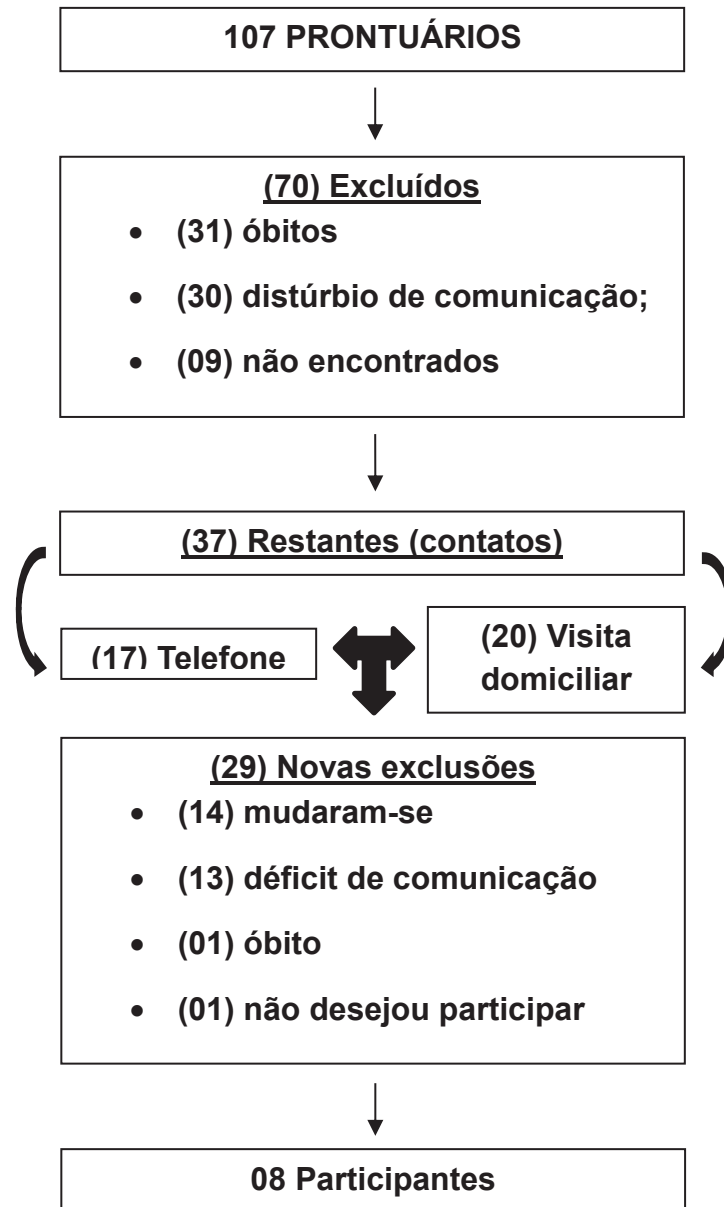 107 PRONTUÁRIOS
(70) Excluídos
• (31) óbitos
• (30) distúrbio de comunicação;
• (09) não encontrados
(37) Restantes (contatos)
(17) Telefone
(20) Visita
domiciliar
(29) Novas exclusões
• (14) mudaram-se
• (13) déficit de comunicação
• (01) óbito
• (01) não desejou participar
08 Participantes